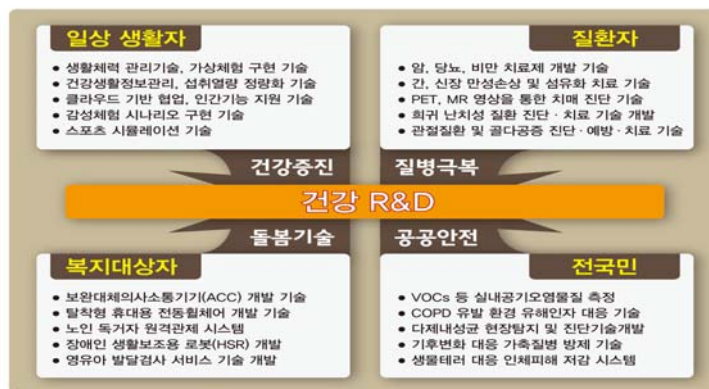 일상 생활자
• 생활체력 관리기술, 가상체험 구현 기술
• 건강생활정보관리, 섭취열량 정량화 기술
• 클라우드 기반 협업, 인간기능 지원 기술
• 감성체험 시나리오 구현 기술
• 스포츠 시뮬레이션 기술
건강증진
질환자
• 암, 당뇨, 비만 치료제 개발 기술
• 간, 신장 만성손상 및 섬유화 치료 기술
• PET, MR 영상을 통한 치매 진단 기술
• 희귀 난치성 질환 진단 · 치료 기술 개발
• 관절질환 및 골다공증 진단 · 예방 · 치료 기술
질병극복
건강 R&D
돌봄기술
복지대상자
• 보완대체의사소통기기(ACC) 개발 기술
• 탈착형 휴대용 전동휠체어 개발 기술
• 노인 독거자 원격관제 시스템
• 장애인 생활보조용 로봇(HSR) 개발
• 영유아 발달검사 서비스 기술 개발
공공안전
전국민
• VOCs 등 실내공기오염물질 측정
• COPD 유발 환경 유해인자 대응 기술
• 다제내성균 현장탐지 및 진단기술개발
• 기후변화 대응 가축질병 방제 기술
• 생물테러 대응 인체피해 저감 시스템